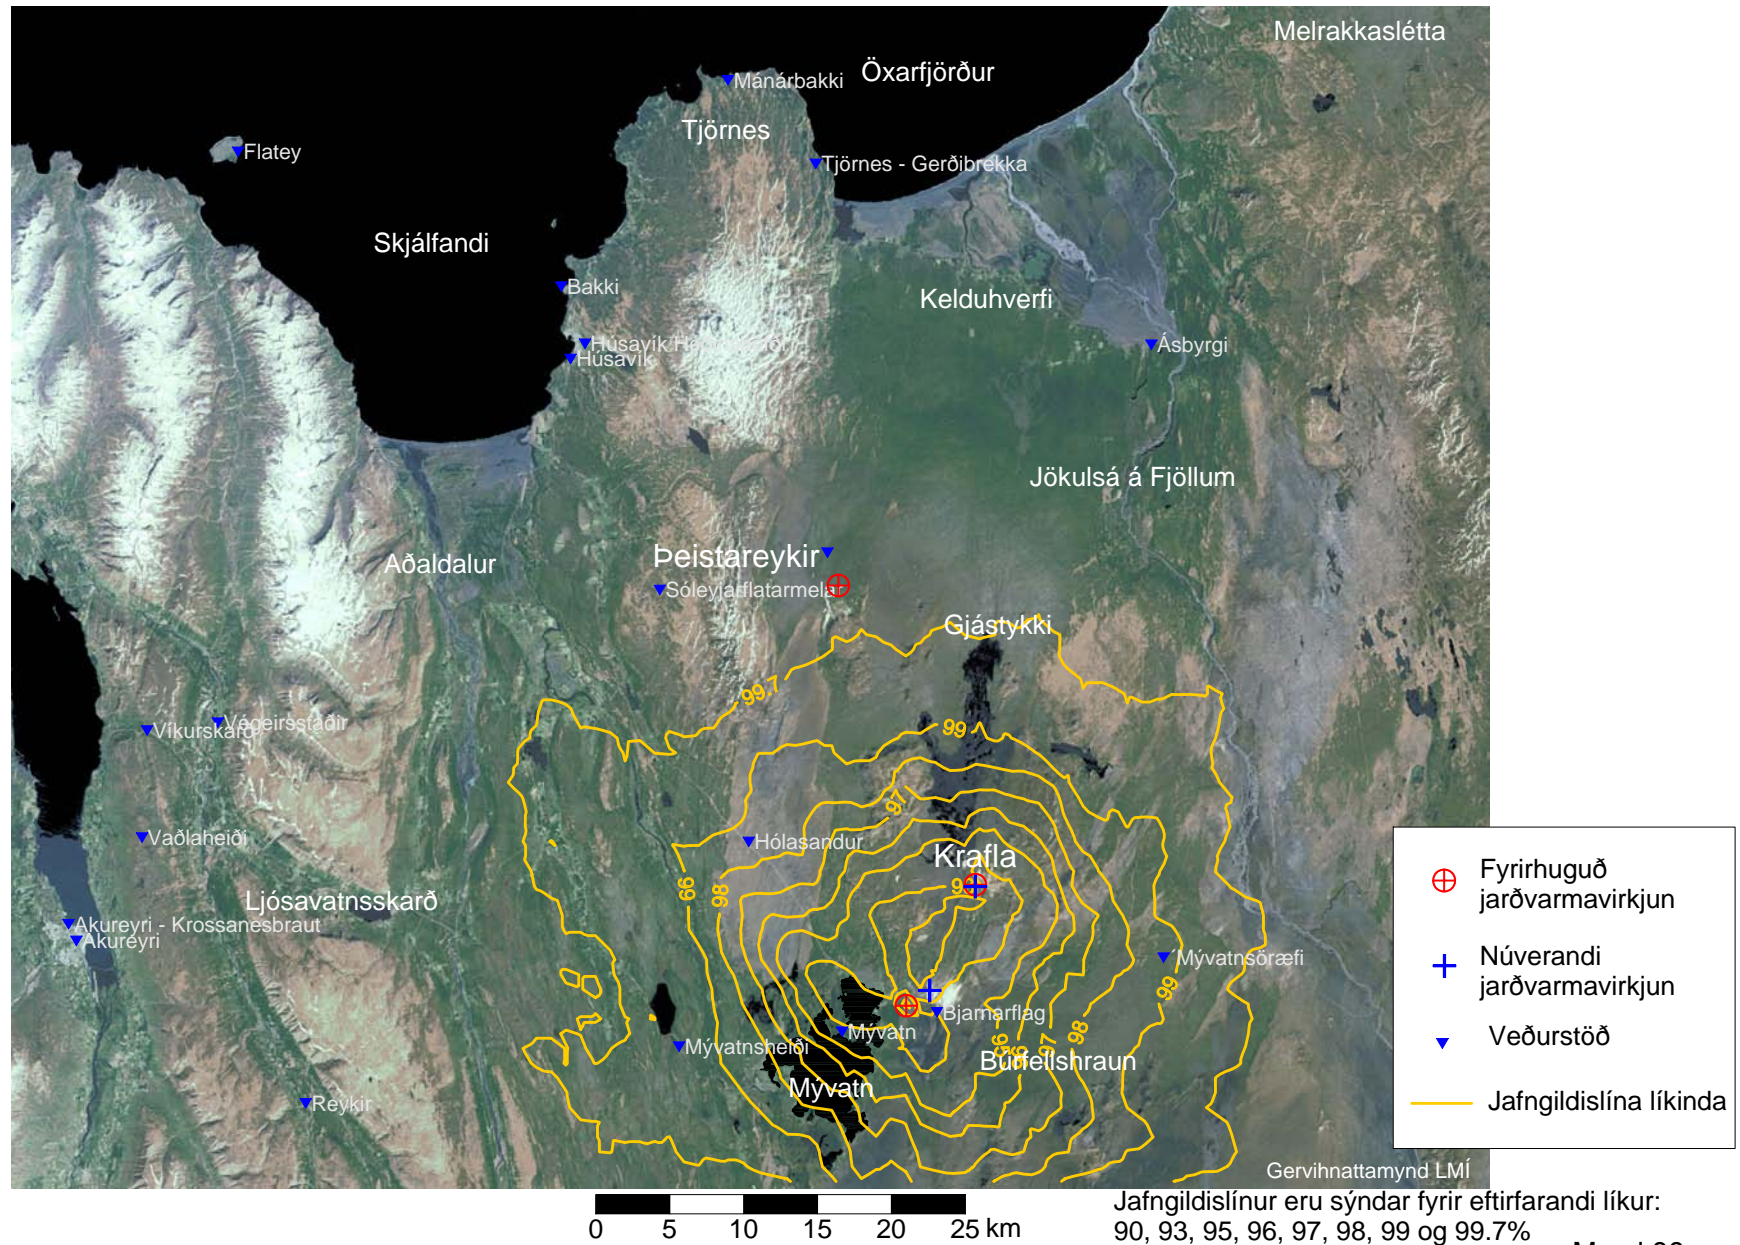 Melrakkaslétta
Öxarfjörður
Mánárbakki
Tjörnes
Flatey
Tjörnes - Gerðibrekka
Skjálfandi
Bakki
Kelduhverfi
Húsavík
Ásbyrgi
Jökulsá á Fjöllum
Þeistareykir
Aðaldalur
Sóleyjarflatarmelar
Gjástykki
99.7
Végeirsstaðir
Víkurskarð
99
97
Vaðlaheiði
Hólasandur
Krafla
99
98
Ljósavatnsskarð
Akureyri - Krossanesbraut
Akureyri
Mývatnsöræfi
99
Bjarnarflag
Mývatn
98
97
96
95
Mývatnsheiði
Búrfellshraun
Mývatn
Reykir
Fyrirhuguð
jarðvarmavirkjun
Núverandi
jarðvarmavirkjun
Veðurstöð
Jafngildislína líkinda
Gervihnattamynd LMÍ
0 5 10 15 20 25 km
Jafngildislínur eru sýndar fyrir eftirfarandi líkur:
90, 93, 95, 96, 97, 98, 99 og 99.7%